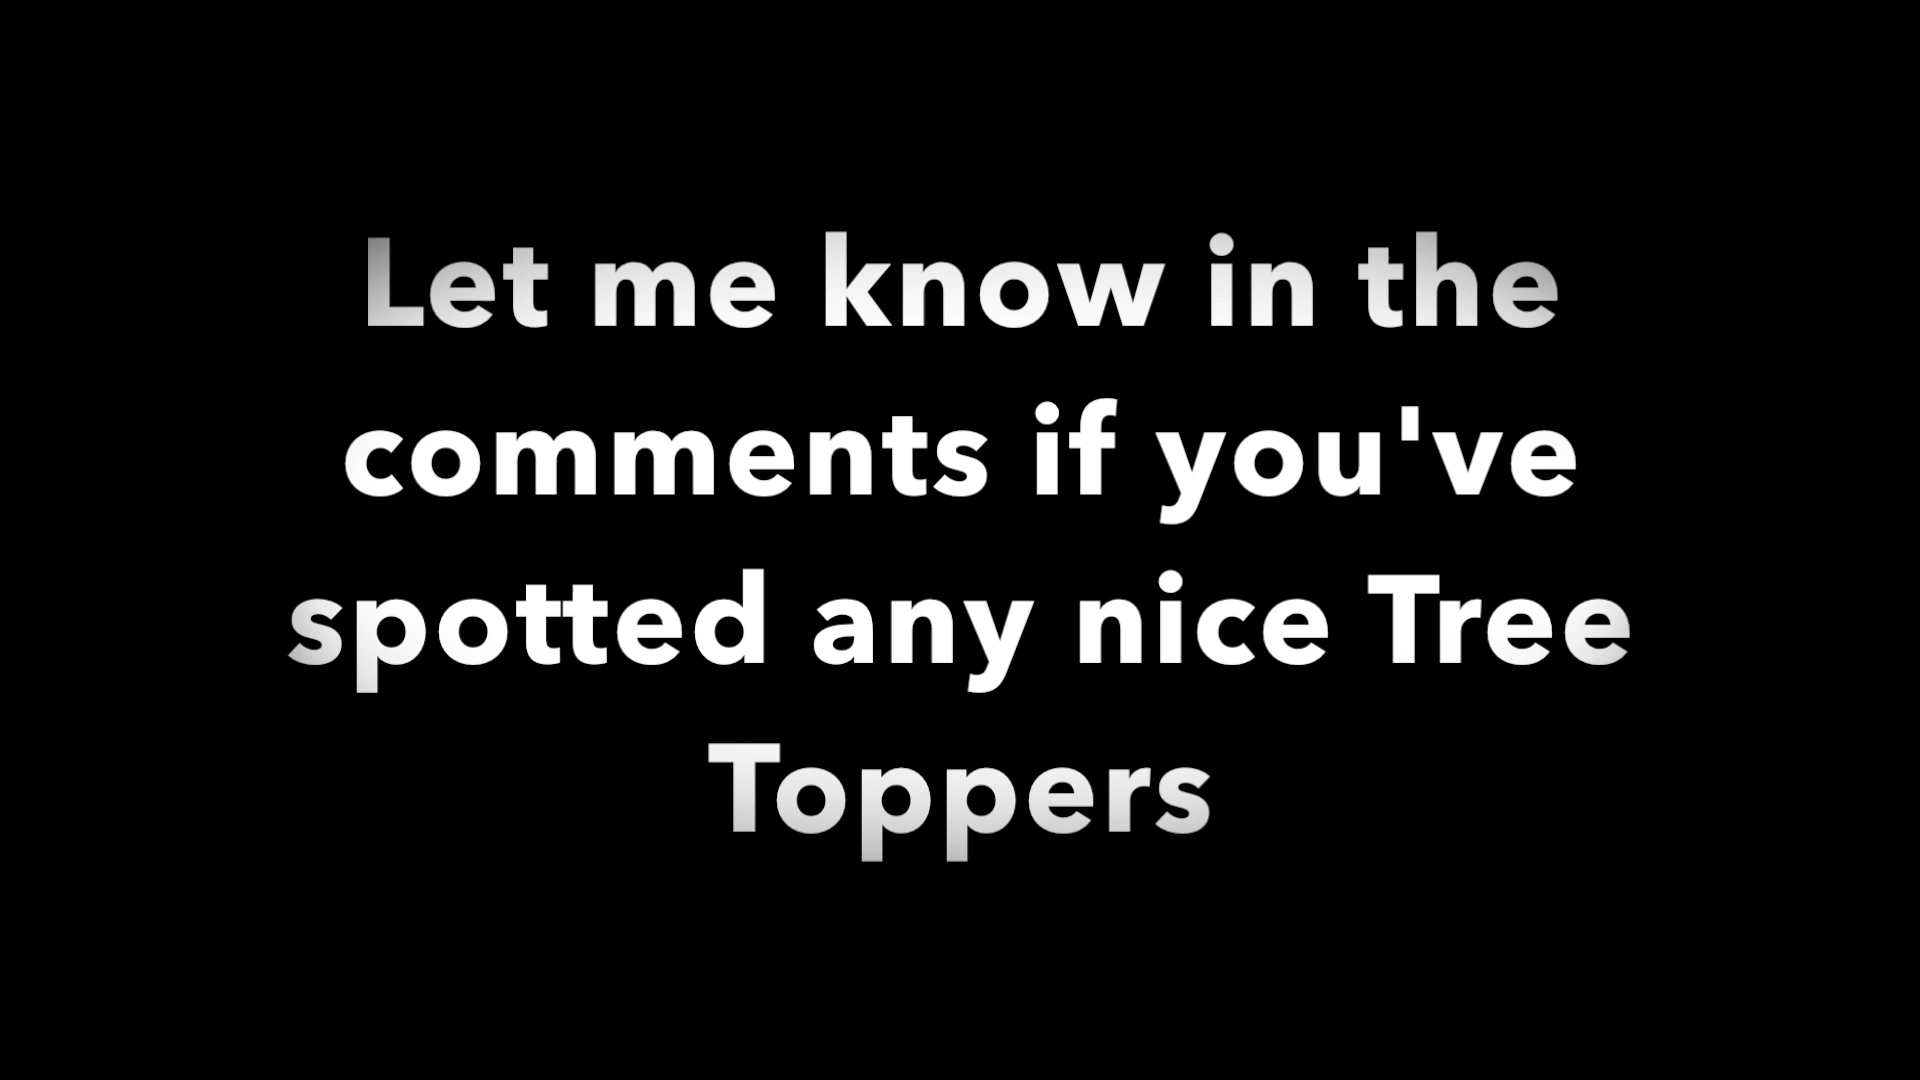 Let me know in the
comments if you've
spotted any nice Tree
Toppers